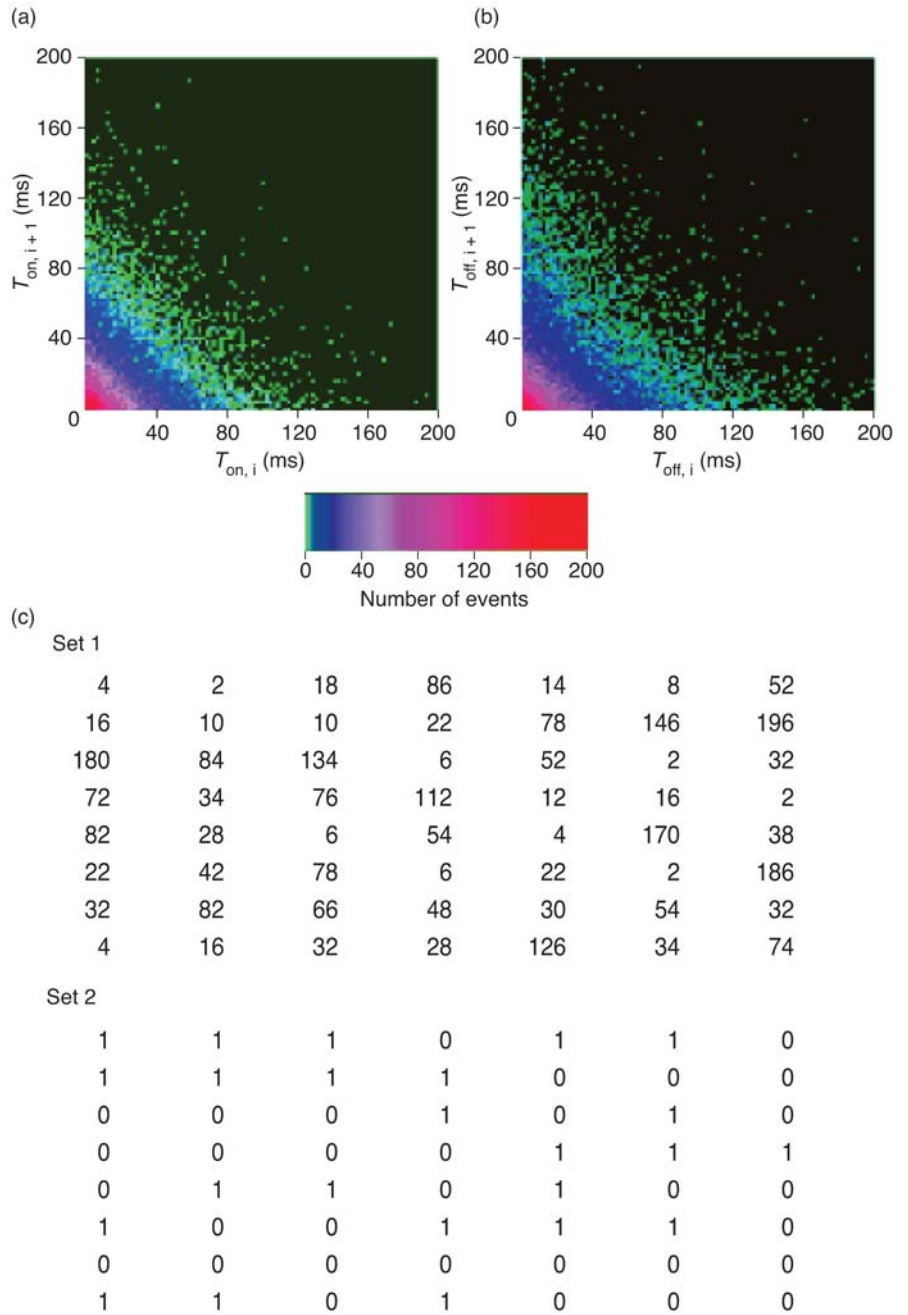 (a)
(b)
200
160
120
80
40
0
40 80 120 160 200
T on, i + 1 (ms)
T on, i (ms)
200
160
120
80
40
0
40 80 120 160 200
T off, i + 1 (ms)
T off, i (ms)
0 40 80 120 160 200
Number of events
(c)
Set 1
4 2 18 86 14 8 52
16 10 10 22 78 146 196
180 84 134 6 52 2 32
72 34 76 112 12 16 2
82 28 6 54 4 170 38
22 42 78 6 22 2 186
32 82 66 48 30 54 32
4 16 32 28 126 34 74
Set 2
1 1 1 0 1 1 0
1 1 1 1 0 0 0
0 0 0 1 0 1 0
0 0 0 0 1 1 1
0 1 1 0 1 0 0
1 0 0 1 1 1 0
0 0 0 0 0 0 0
1 1 0 1 0 0 0